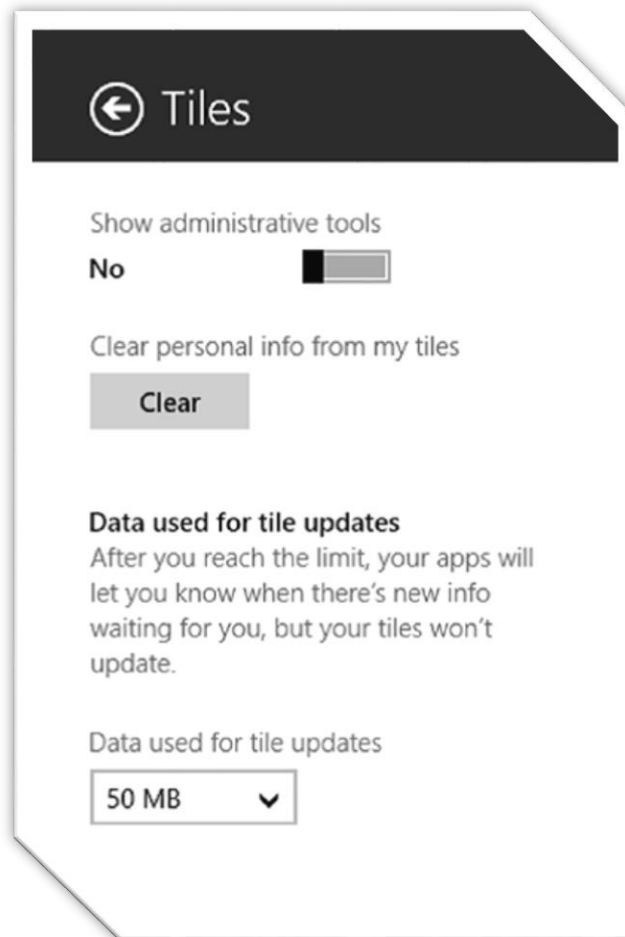 Tiles
Show administrative tools
No
Clear personal info from my tiles
Clear
Data used for tile updates
After you reach the limit, your apps will
let you know when there's new info
waiting for you, but your tiles won't
update.
Data used for tile updates
50 MB